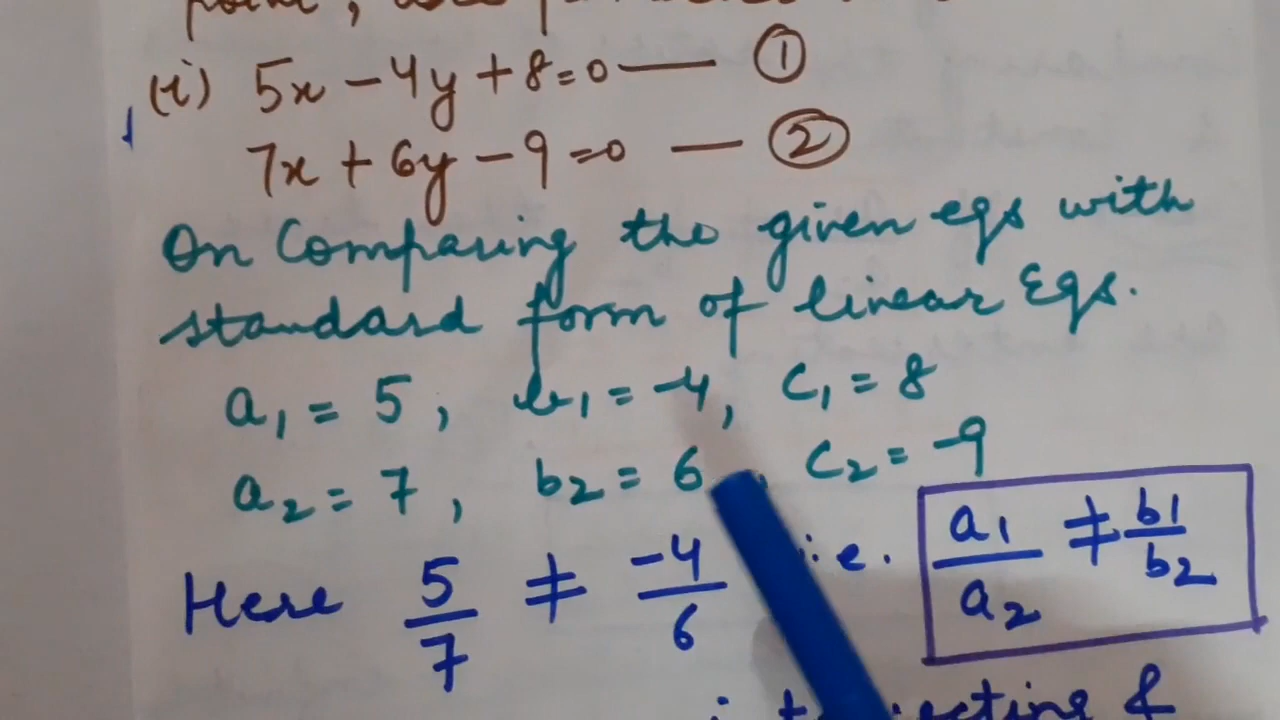 point,
(i) 5x - 4y + 8 = 0 — ①
7x + 6y - 9 = 0 — ②
On Comparing the given eqs with
standard form of linear Eqs.
a₁ = 5, b₁ = -4, c₁ = 8
a₂ = 7, b₂ = 6, c₂ = -9
Here 5/7 ≠ -4/6 i.e. a₁/a₂ ≠ b₁/b₂
&